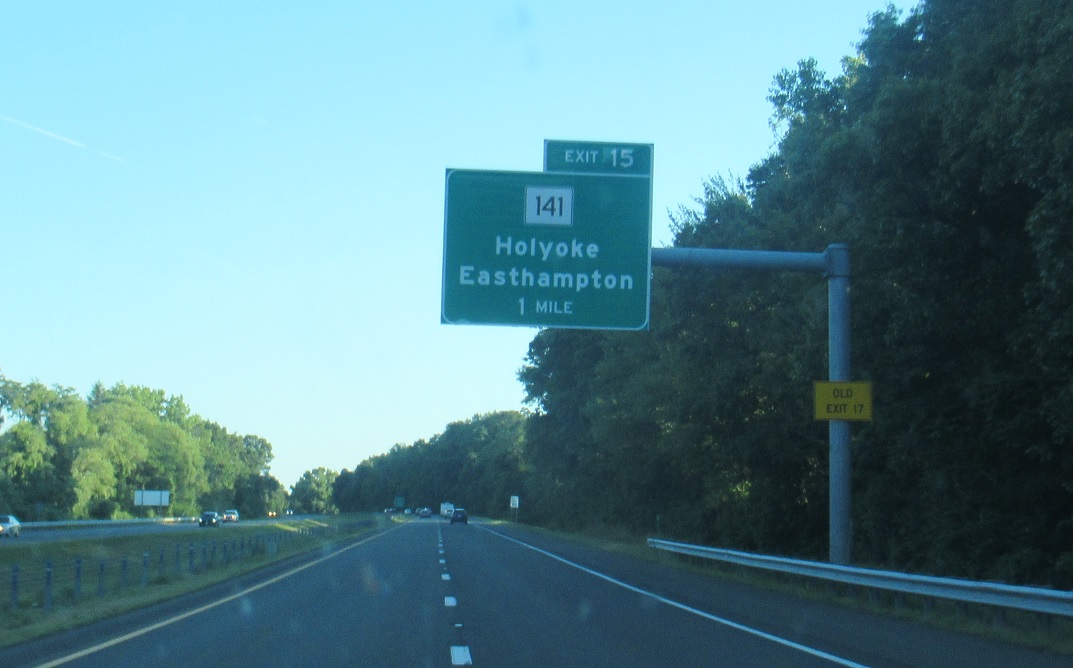 EXIT 15
141
Holyoke
Easthampton
1 MILE
OLD
EXIT 17